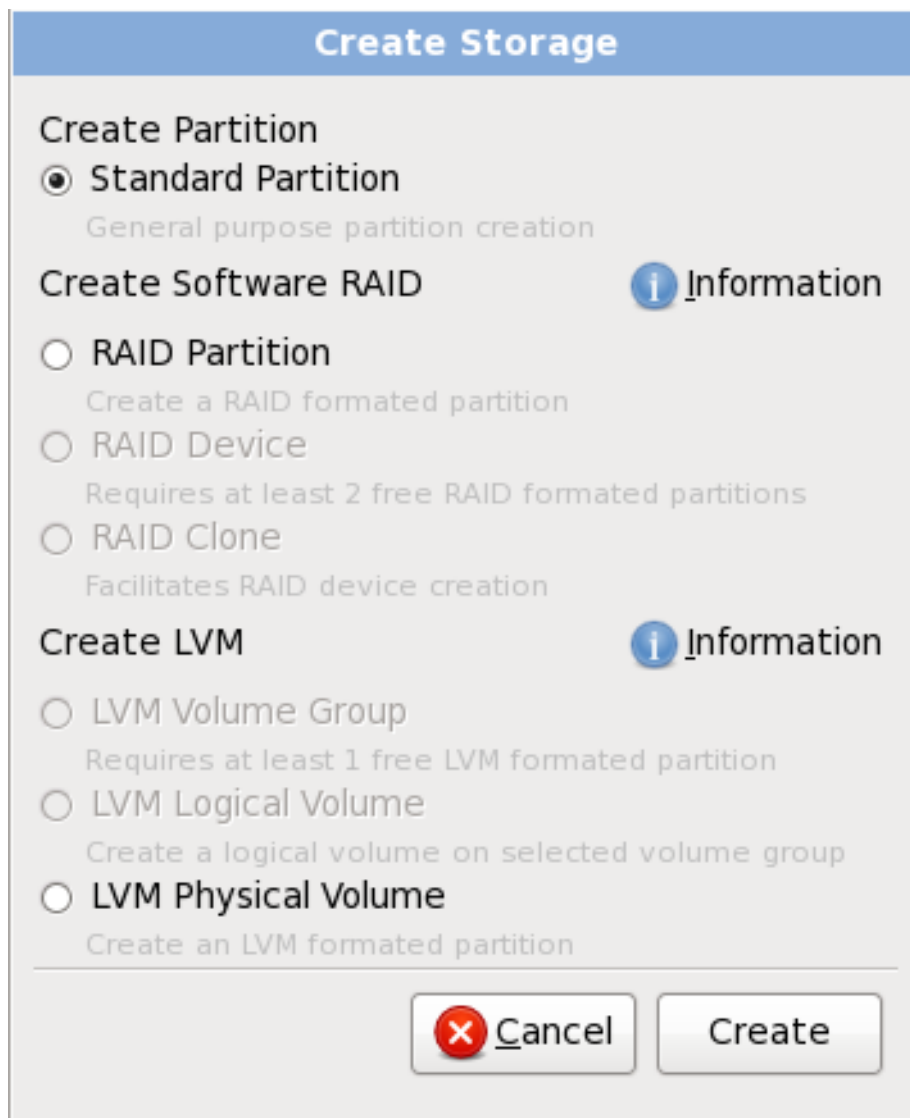 Create Storage
Create Partition
Standard Partition
General purpose partition creation
Create Software RAID
Information
RAID Partition
Create a RAID formated partition
RAID Device
Requires at least 2 free RAID formated partitions
RAID Clone
Facilitates RAID device creation
Create LVM
Information
LVM Volume Group
Requires at least 1 free LVM formated partition
LVM Logical Volume
Create a logical volume on selected volume group
LVM Physical Volume
Create an LVM formated partition
Cancel
Create